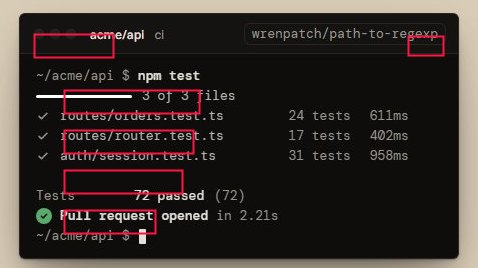 acme/api ci wrenpatch/path-to-regexp
~/acme/api $ npm test
3 of 3 files
✓ routes/orders.test.ts 24 tests 611ms
✓ routes/router.test.ts 17 tests 402ms
✓ auth/session.test.ts 31 tests 958ms
Tests 72 passed (72)
Pull request opened in 2.21s
~/acme/api $